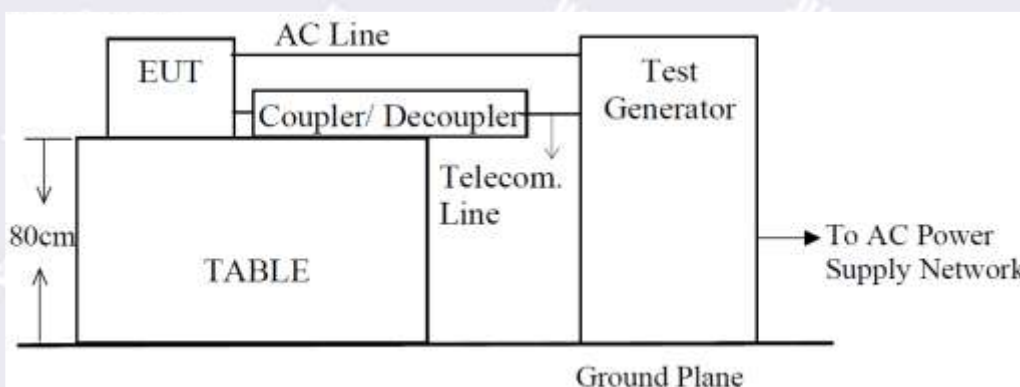 AC Line
EUT
Test
Generator
Coupler/ Decoupler
Telecom.
Line
80cm
TABLE
To AC Power
Supply Network
Ground Plane